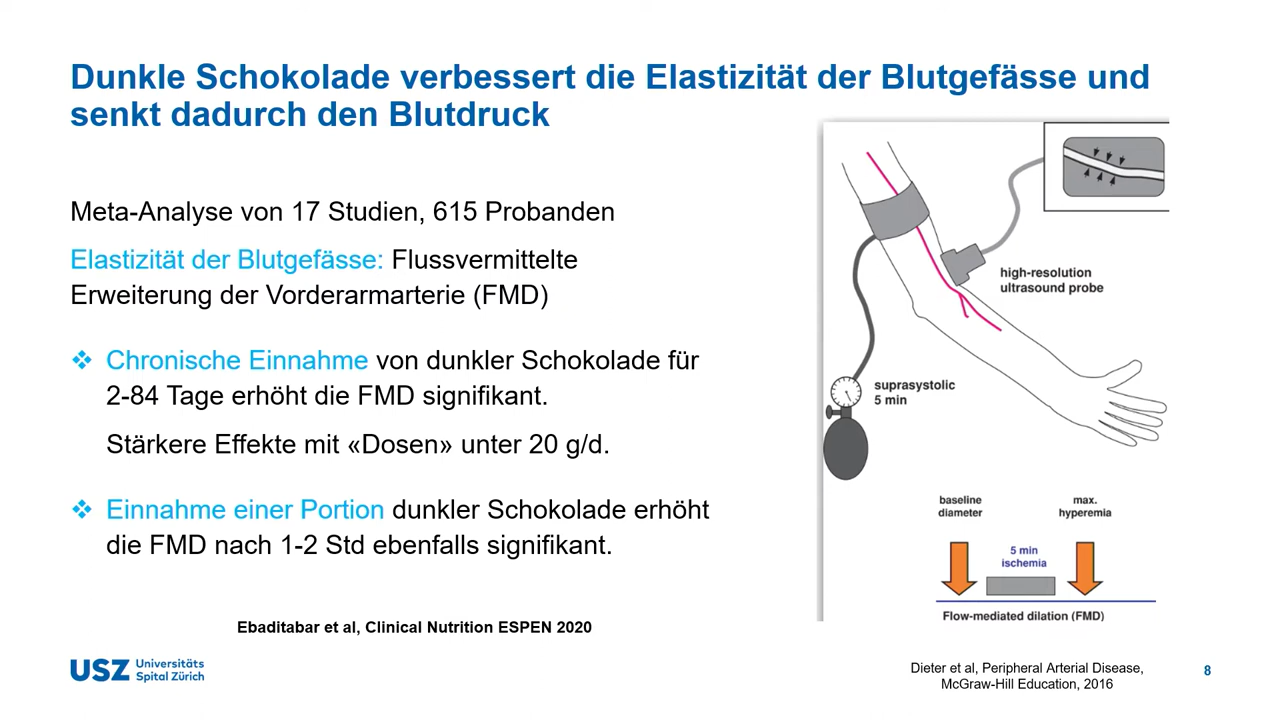 Dunkle Schokolade verbessert die Elastizität der Blutgefässe und
senkt dadurch den Blutdruck
Meta-Analyse von 17 Studien, 615 Probanden
Elastizität der Blutgefässe: Flussvermittelte
Erweiterung der Vorderarmarterie (FMD)
❖ Chronische Einnahme von dunkler Schokolade für
2-84 Tage erhöht die FMD signifikant.
Stärkere Effekte mit «Dosen» unter 20 g/d.
❖ Einnahme einer Portion dunkler Schokolade erhöht
die FMD nach 1-2 Std ebenfalls signifikant.
Ebaditabar et al, Clinical Nutrition ESPEN 2020
high-resolution
ultrasound probe
suprasystolic
5 min
baseline
diameter
max.
hyperemia
5 min
ischemia
Flow-mediated dilation (FMD)
USZ Universitäts
Spital Zürich
Dieter et al, Peripheral Arterial Disease,
McGraw-Hill Education, 2016
8